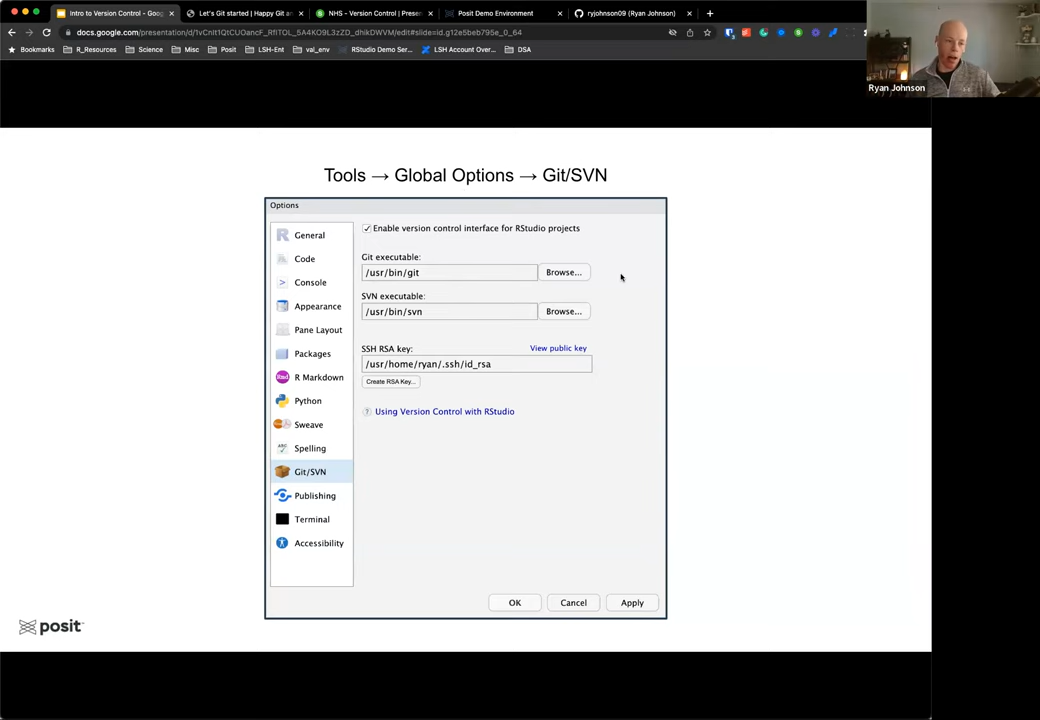 Intro to Version Control - Goog
Let's Git started | Happy Git an
NHS - Version Control | Presen
Posit Demo Environment
ryjohnson09 (Ryan Johnson)
Bookmarks
R_Resources
Science
Misc
Posit
LSH-Ent
val_env
RStudio Demo Ser...
LSH Account Over...
DSA
Ryan Johnson
Tools → Global Options → Git/SVN
Options
General
Code
Console
Appearance
Pane Layout
Packages
R Markdown
Python
Sweave
Spelling
Git/SVN
Publishing
Terminal
Accessibility
Enable version control interface for RStudio projects
Git executable:
/usr/bin/git
Browse...
SVN executable:
/usr/bin/svn
Browse...
SSH RSA key:
View public key
/usr/home/ryan/.ssh/id_rsa
Create RSA Key...
Using Version Control with RStudio
OK
Cancel
Apply
posit